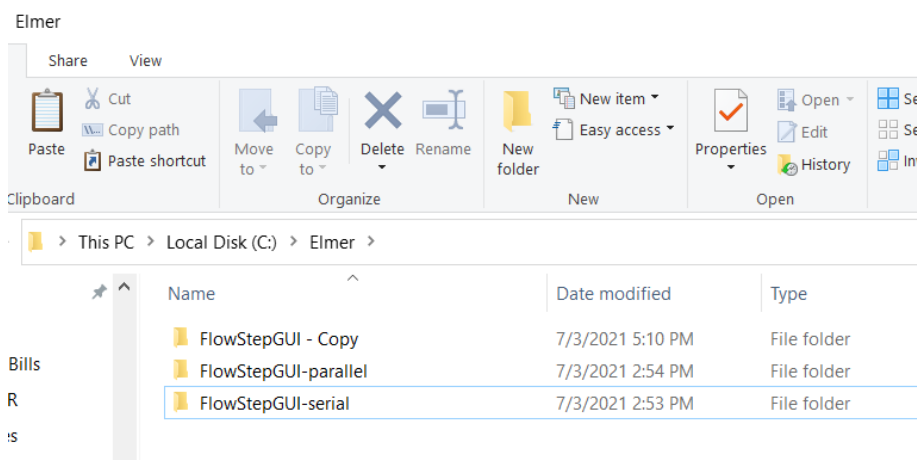 Elmer
Share View
Paste
Cut
Copy path
Paste shortcut
Clipboard
Move to
Copy to
Delete
Rename
Organize
New folder
New item
Easy access
New
Properties
Open
Edit
History
Open
Se
Se
In
> This PC > Local Disk (C:) > Elmer >
Name Date modified Type
FlowStepGUI - Copy 7/3/2021 5:10 PM File folder
FlowStepGUI-parallel 7/3/2021 2:54 PM File folder
FlowStepGUI-serial 7/3/2021 2:53 PM File folder
Bills
R